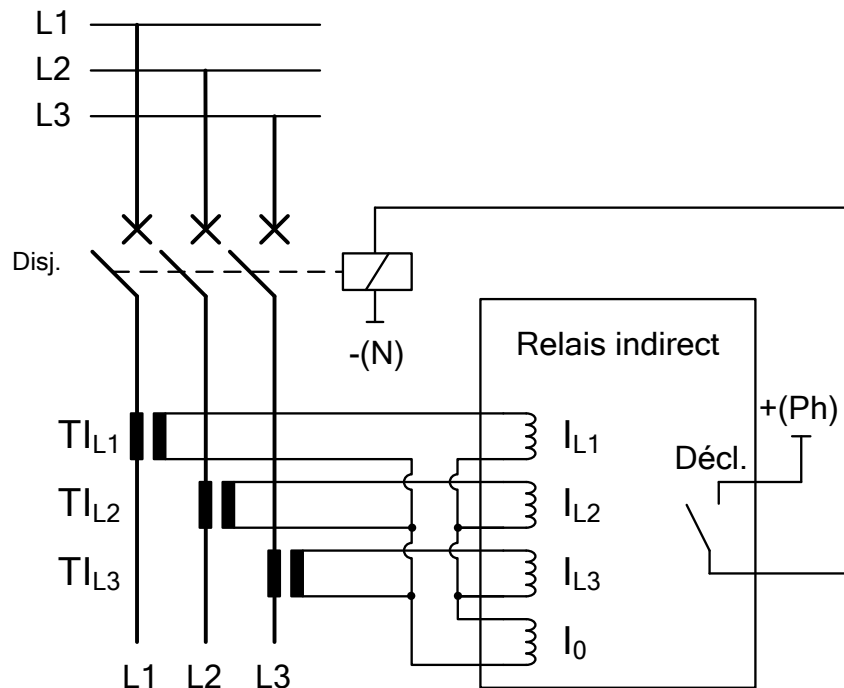 L1
L2
L3
Disj.
-(N)
Relais indirect
+(Ph)
TIL1
IL1
Décl.
TIL2
IL2
TIL3
IL3
I0
L1 L2 L3